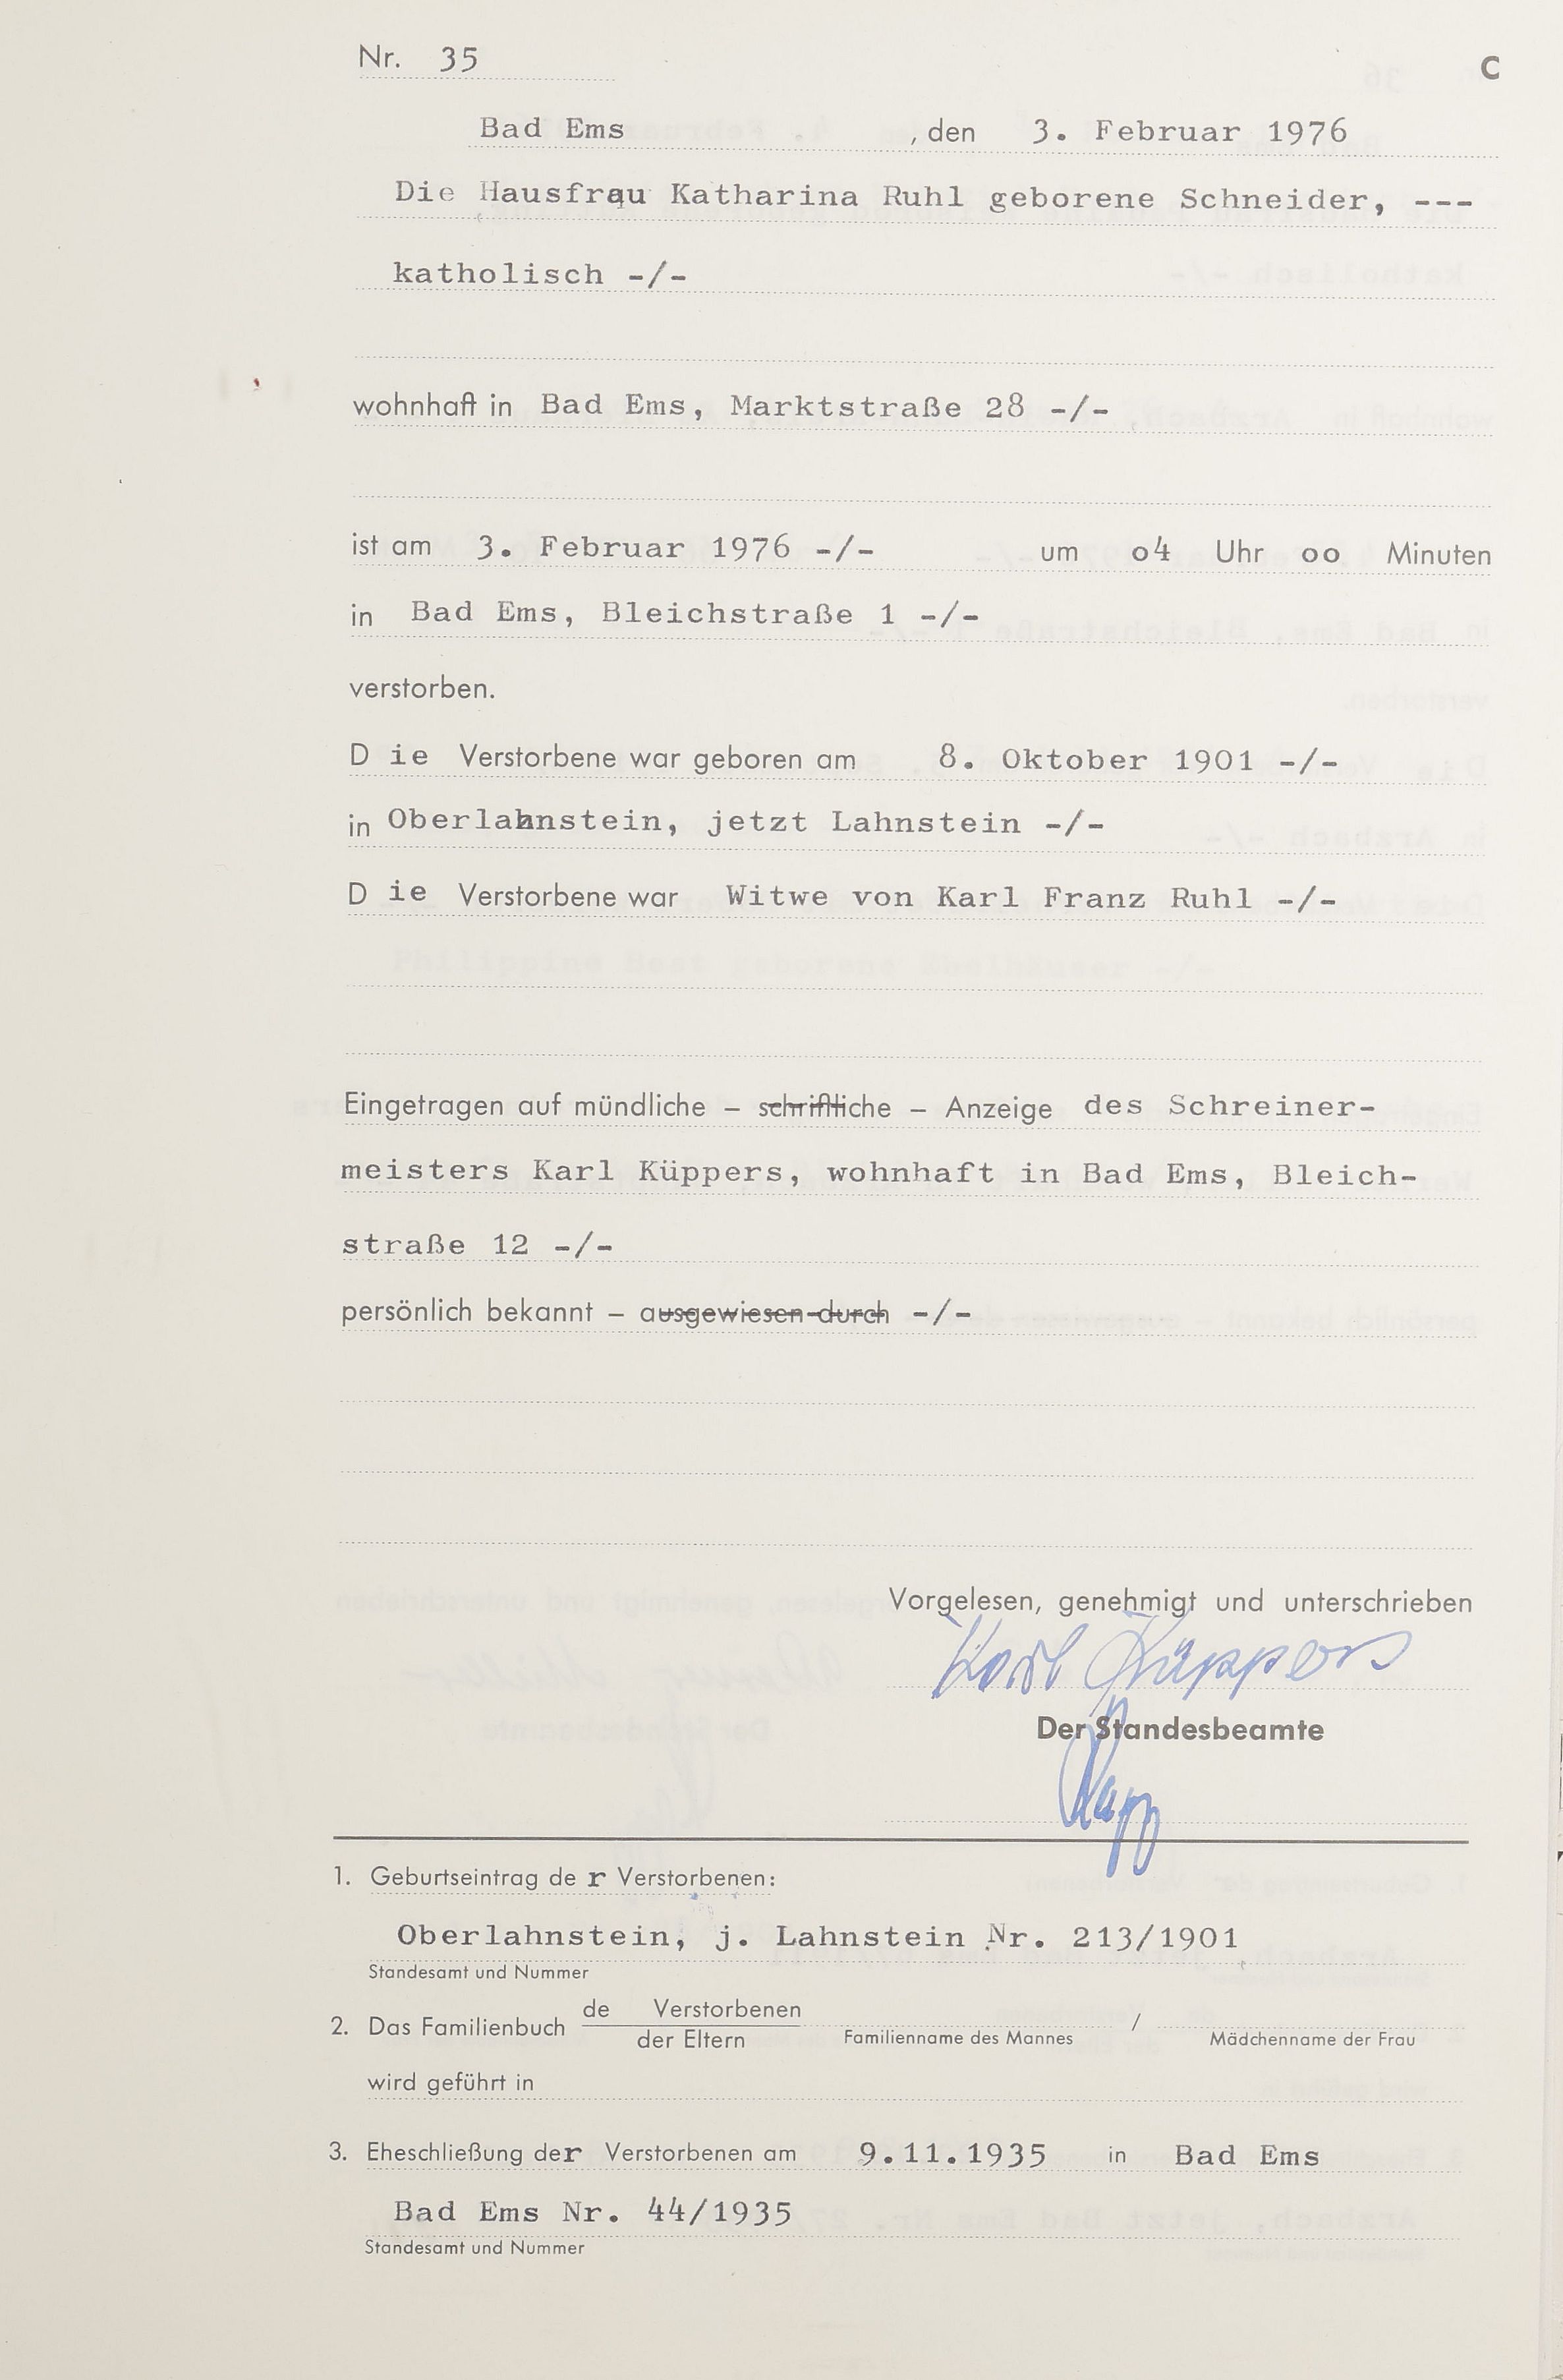 Nr. 35
C
Bad Ems , den 3. Februar 1976
Die Hausfrau Katharina Ruhl geborene Schneider, ---
katholisch -/-
wohnhaft in Bad Ems, Marktstraße 28 -/-
ist am 3. Februar 1976 -/- um o4 Uhr oo Minuten
in Bad Ems, Bleichstraße 1 -/-
verstorben.
D ie Verstorbene war geboren am 8. Oktober 1901 -/-
in Oberlahnstein, jetzt Lahnstein -/-
D ie Verstorbene war Witwe von Karl Franz Ruhl -/-
Eingetragen auf mündliche – schriftliche – Anzeige des Schreiner-
meisters Karl Küppers, wohnhaft in Bad Ems, Bleich-
straße 12 -/-
persönlich bekannt – ausgewiesen durch -/-
Vorgelesen, genehmigt und unterschrieben
Karl Küppers
Der Standesbeamte
Rapp
1. Geburtseintrag de r Verstorbenen:
Oberlahnstein, j. Lahnstein Nr. 213/1901
Standesamt und Nummer
2. Das Familienbuch de Verstorbenen
der Eltern
/
Familienname des Mannes Mädchenname der Frau
wird geführt in
3. Eheschließung der Verstorbenen am 9.11.1935 in Bad Ems
Bad Ems Nr. 44/1935
Standesamt und Nummer